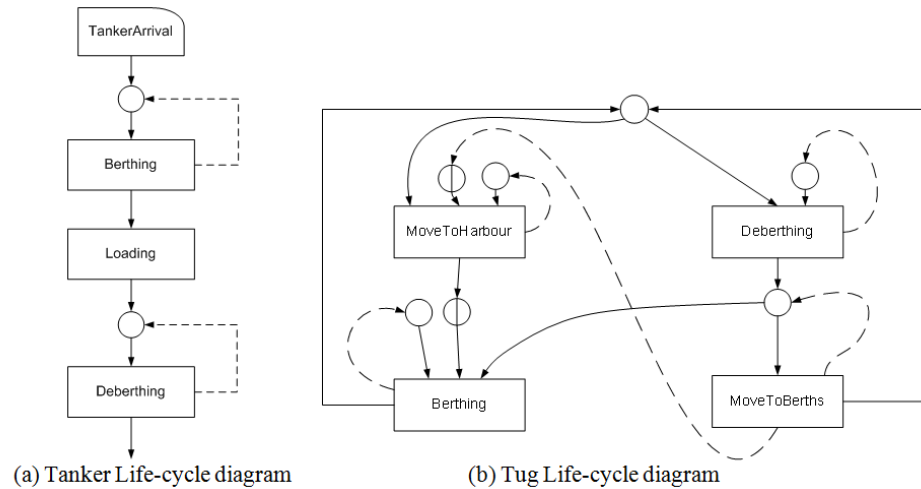 TankerArrival
Berthing
Loading
Deberthing
(a) Tanker Life-cycle diagram
MoveToHarbour
Deberthing
Berthing
MoveToBerths
(b) Tug Life-cycle diagram